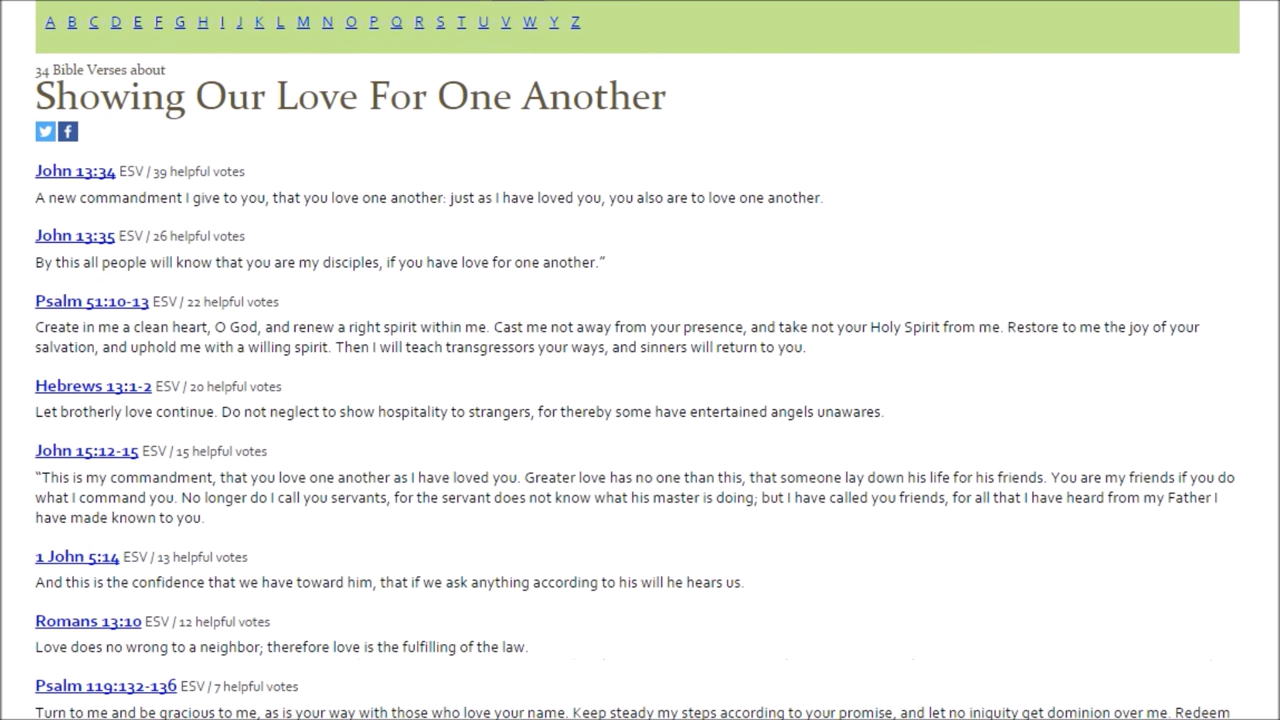 A B C D E F G H I J K L M N O P Q R S T U V W Y Z
34 Bible Verses about
Showing Our Love For One Another
John 13:34 ESV / 39 helpful votes
A new commandment I give to you, that you love one another: just as I have loved you, you also are to love one another.
John 13:35 ESV / 26 helpful votes
By this all people will know that you are my disciples, if you have love for one another.”
Psalm 51:10-13 ESV / 22 helpful votes
Create in me a clean heart, O God, and renew a right spirit within me. Cast me not away from your presence, and take not your Holy Spirit from me. Restore to me the joy of your
salvation, and uphold me with a willing spirit. Then I will teach transgressors your ways, and sinners will return to you.
Hebrews 13:1-2 ESV / 20 helpful votes
Let brotherly love continue. Do not neglect to show hospitality to strangers, for thereby some have entertained angels unawares.
John 15:12-15 ESV / 15 helpful votes
“This is my commandment, that you love one another as I have loved you. Greater love has no one than this, that someone lay down his life for his friends. You are my friends if you do
what I command you. No longer do I call you servants, for the servant does not know what his master is doing; but I have called you friends, for all that I have heard from my Father I
have made known to you.
1 John 5:14 ESV / 13 helpful votes
And this is the confidence that we have toward him, that if we ask anything according to his will he hears us.
Romans 13:10 ESV / 12 helpful votes
Love does no wrong to a neighbor; therefore love is the fulfilling of the law.
Psalm 119:132-136 ESV / 7 helpful votes
Turn to me and be gracious to me, as is your way with those who love your name. Keep steady my steps according to your promise, and let no iniquity get dominion over me. Redeem